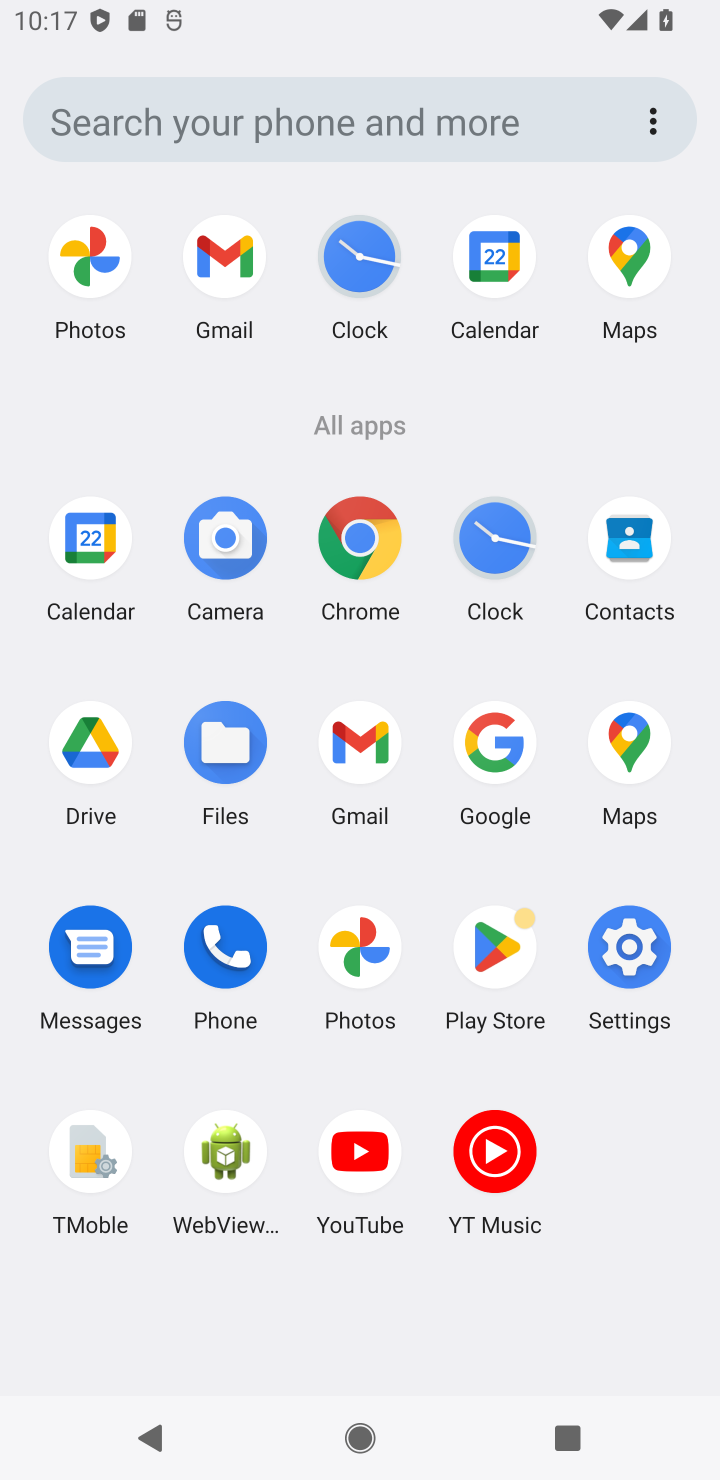 10:17
Search your phone and more
Photos Gmail Clock 22 Calendar Maps
All apps
22 Calendar Camera Chrome Clock Contacts
Drive Files Gmail Google Maps
Messages Phone Photos Play Store Settings
TMoble WebView... YouTube YT Music